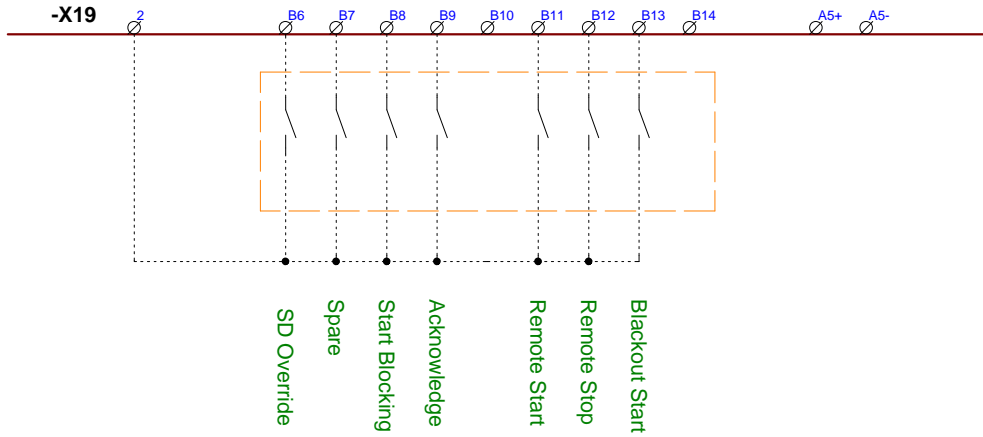 -X19 2 B6 B7 B8 B9 B10 B11 B12 B13 B14 A5+ A5-
SD Override
Spare
Start Blocking
Acknowledge
Remote Start
Remote Stop
Blackout Start